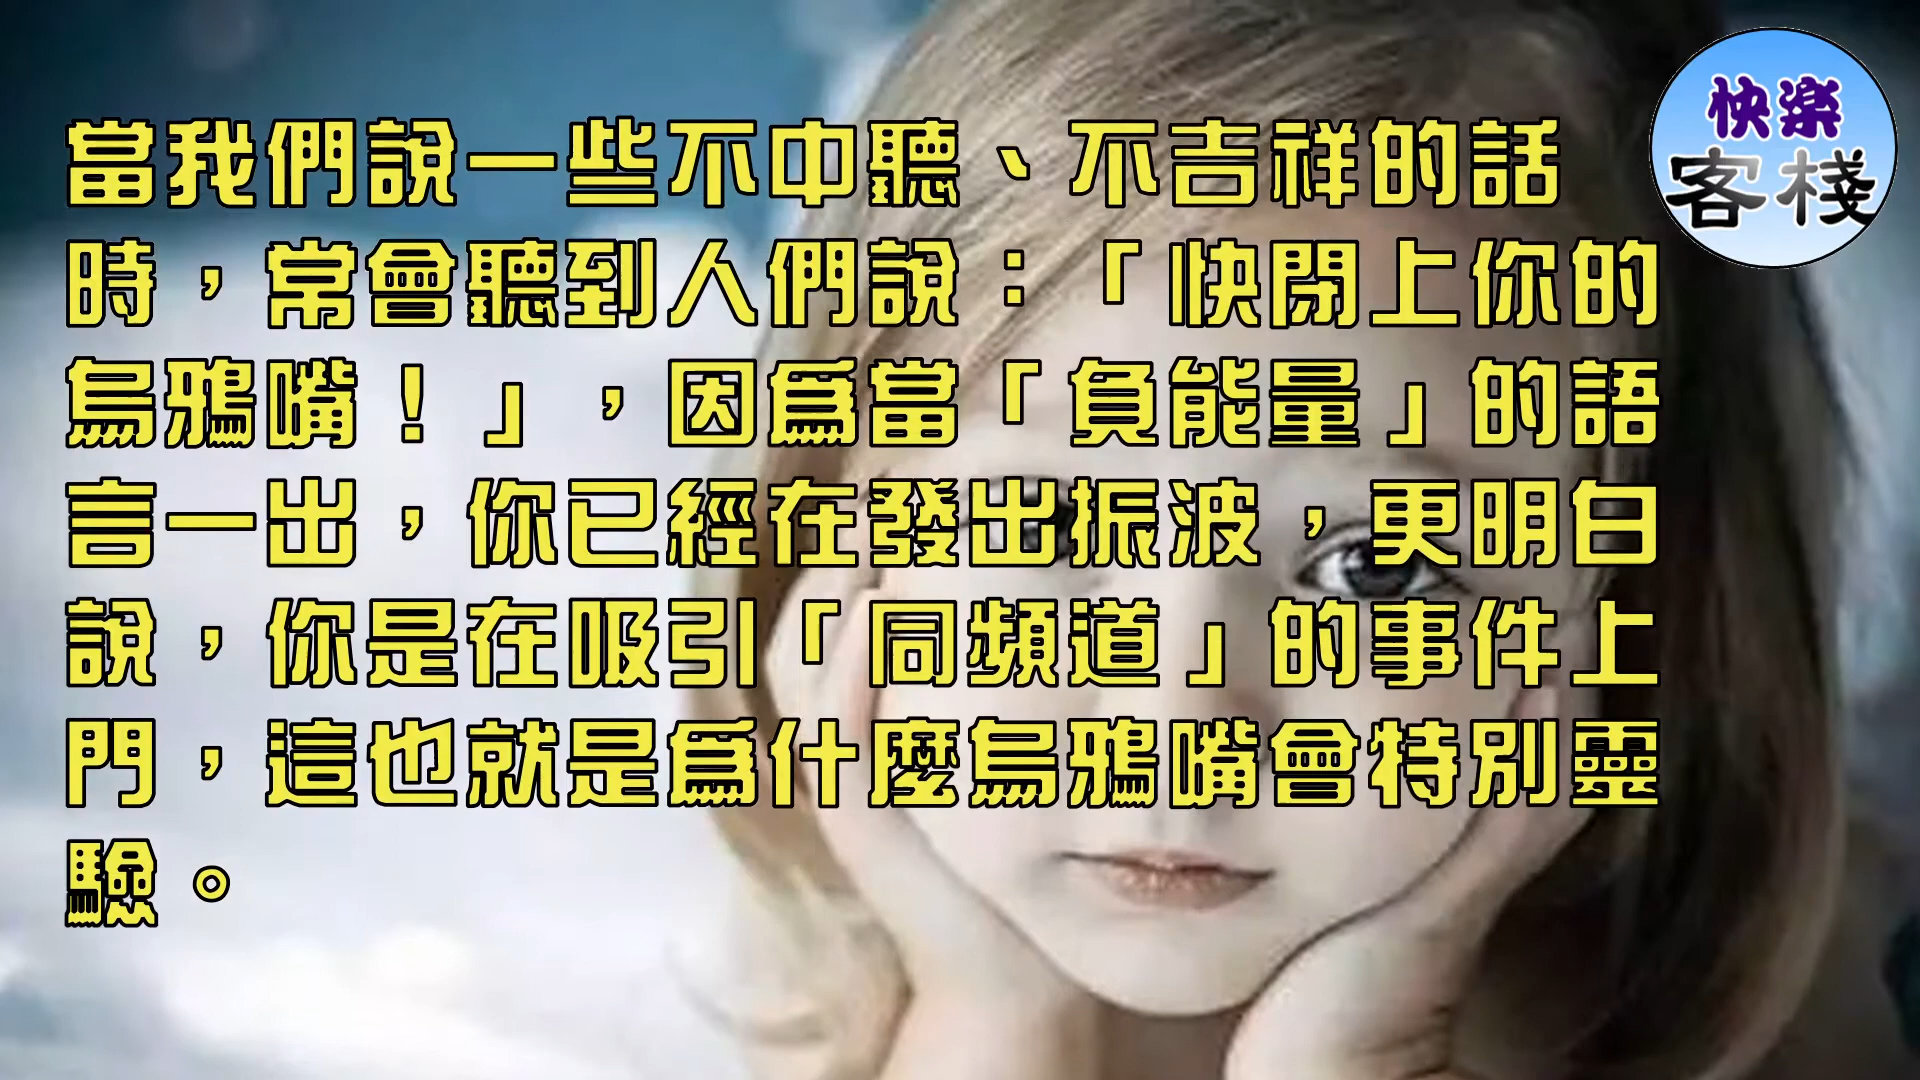 快楽
客棧
當我們說一些不中聽、不吉祥的話
時，常會聽到人們說：「快閉上你的
烏鴉嘴！」，因為當「負能量」的語
言一出，你已經在發出振波，更明白
說，你是在吸引「同頻道」的事件上
門，這也就是為什麼烏鴉嘴會特別靈
驗。